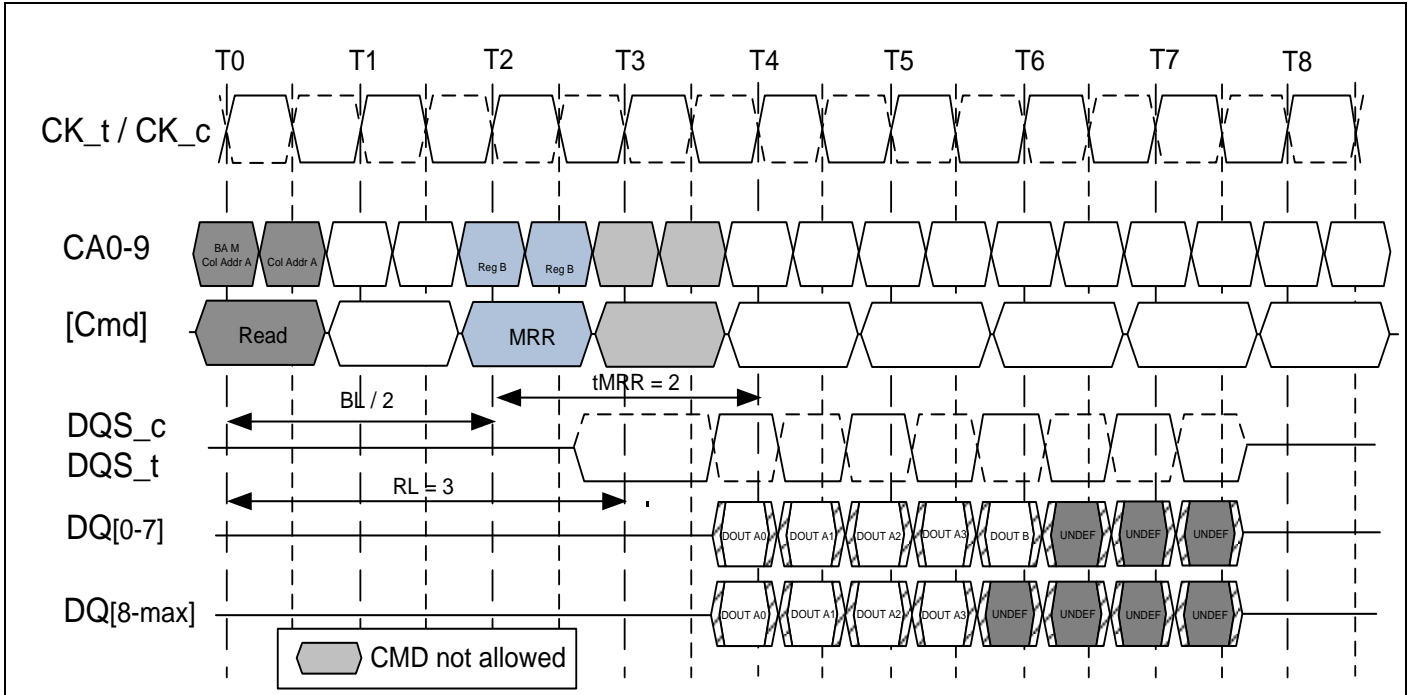 T0 T1 T2 T3 T4 T5 T6 T7 T8
CK_t / CK_c
CA0-9
BA M
Col Addr A
Col Addr A
Reg B
Reg B
[Cmd]
Read
MRR
BL / 2
tMRR = 2
DQS_c
DQS_t
RL = 3
DQ[0-7]
DOUT A0 DOUT A1 DOUT A2 DOUT A3 DOUT B UNDEF UNDEF UNDEF
DQ[8-max]
DOUT A0 DOUT A1 DOUT A2 DOUT A3 UNDEF UNDEF UNDEF UNDEF
CMD not allowed